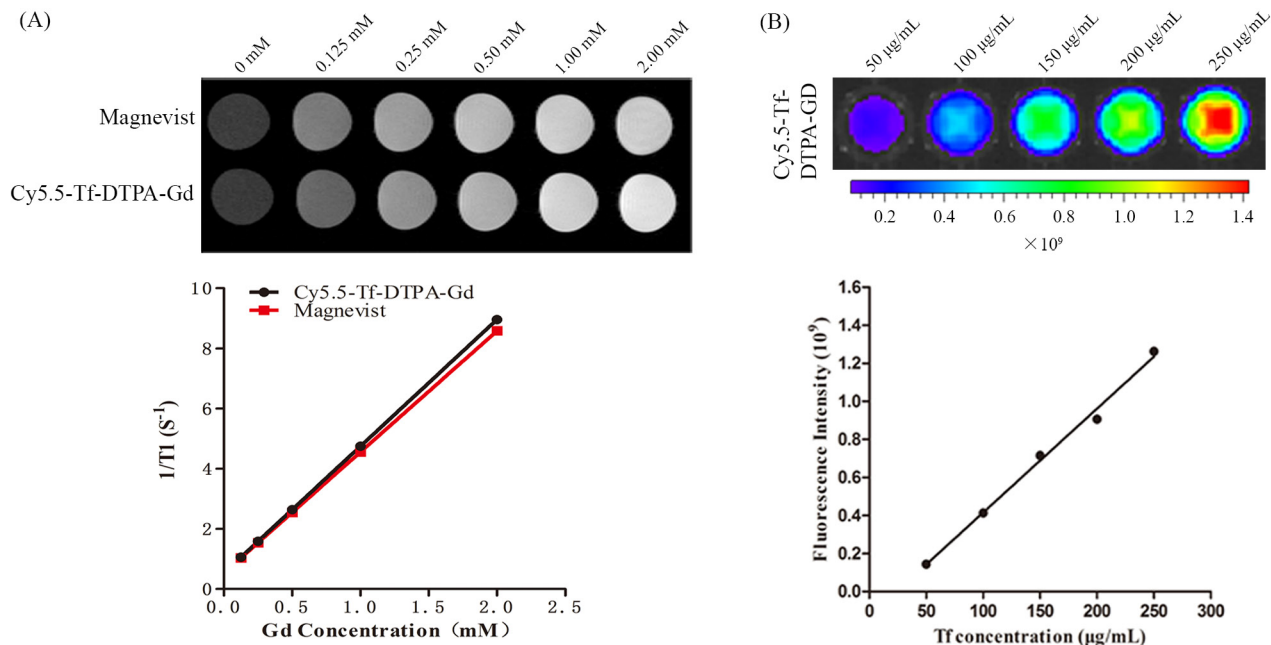 (A)
0 mM
0.125 mM
0.25 mM
0.50 mM
1.00 mM
2.00 mM
Magnevist
Cy5.5-Tf-DTPA-Gd
10
8
6
4
2
0
1/T1 (S⁻¹)
Cy5.5-Tf-DTPA-Gd
Magnevist
0.0 0.5 1.0 1.5 2.0 2.5
Gd Concentration (mM)
(B)
50 μg/mL
100 μg/mL
150 μg/mL
200 μg/mL
250 μg/mL
Cy5.5-Tf-
DTPA-GD
0.2 0.4 0.6 0.8 1.0 1.2 1.4
×10⁹
1.6
1.4
1.2
1.0
0.8
0.6
0.4
0.2
0.0
Fluorescence Intensity (10⁹)
0 50 100 150 200 250 300
Tf concentration (μg/mL)